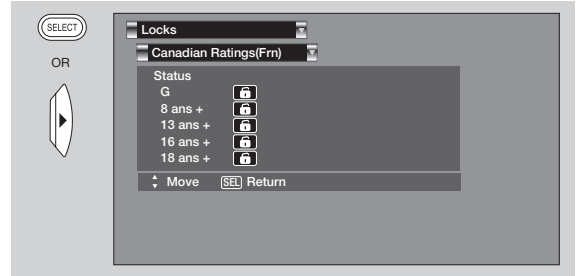 SELECT
OR
Locks
Canadian Ratings(Frn)
Status
G
8 ans +
13 ans +
16 ans +
18 ans +
Move SEL Return